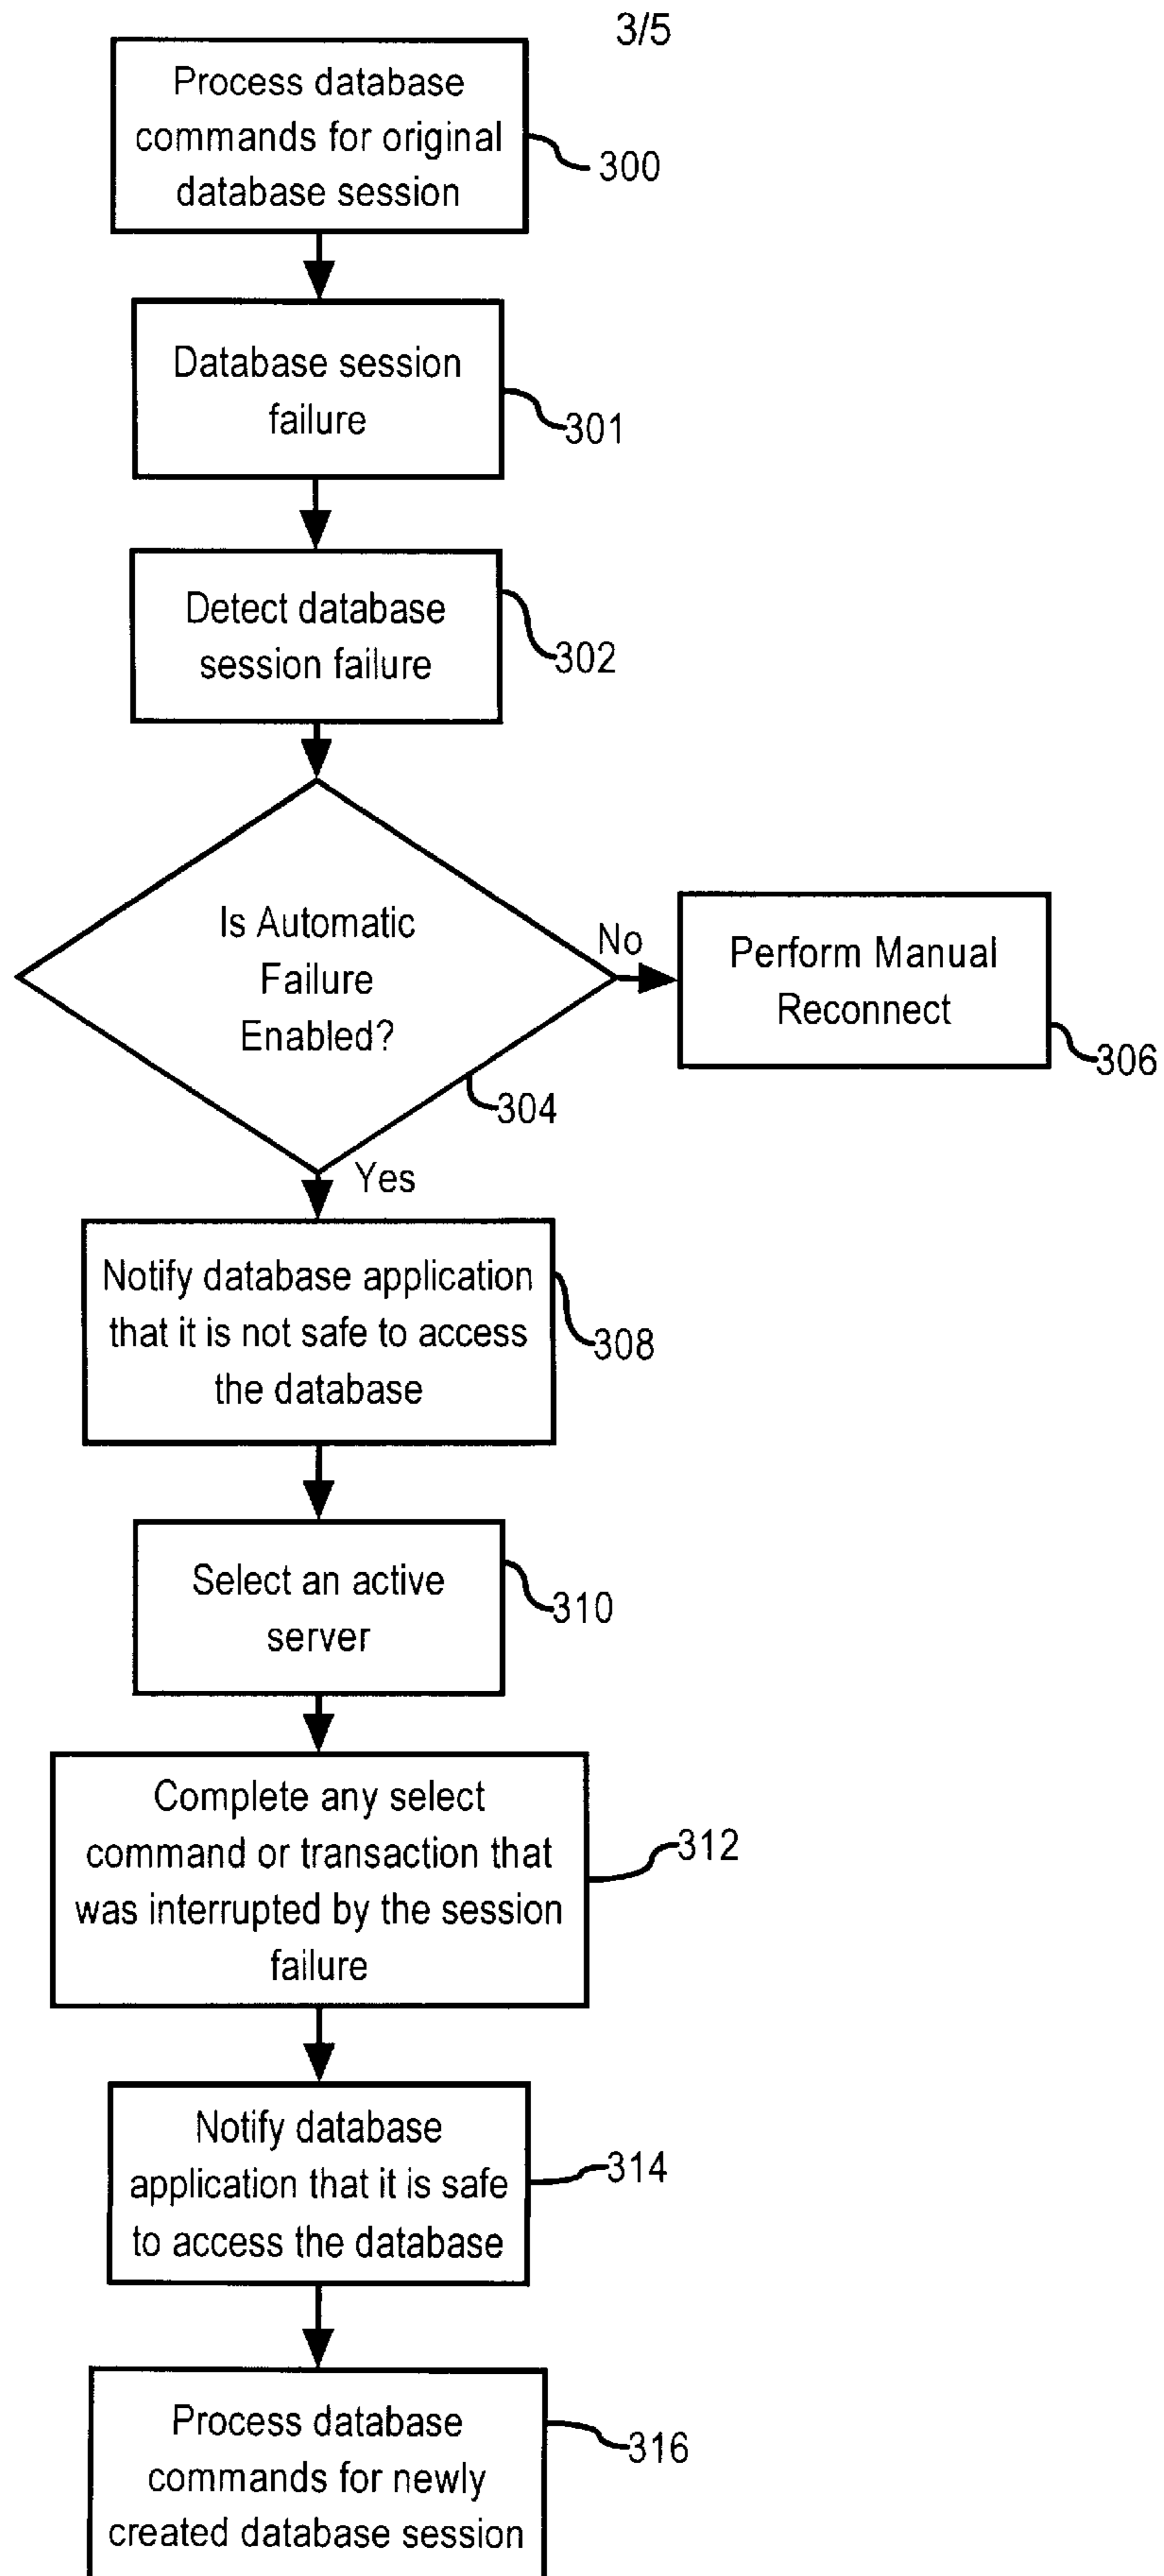 3/5
Process database
commands for original
database session
300
Database session
failure
301
Detect database
session failure
302
Is Automatic
Failure
Enabled?
304
No
Perform Manual
Reconnect
306
Yes
Notify database application
that it is not safe to access
the database
308
Select an active
server
310
Complete any select
command or transaction that
was interrupted by the session
failure
312
Notify database
application that it is safe
to access the database
314
Process database
commands for newly
created database session
316